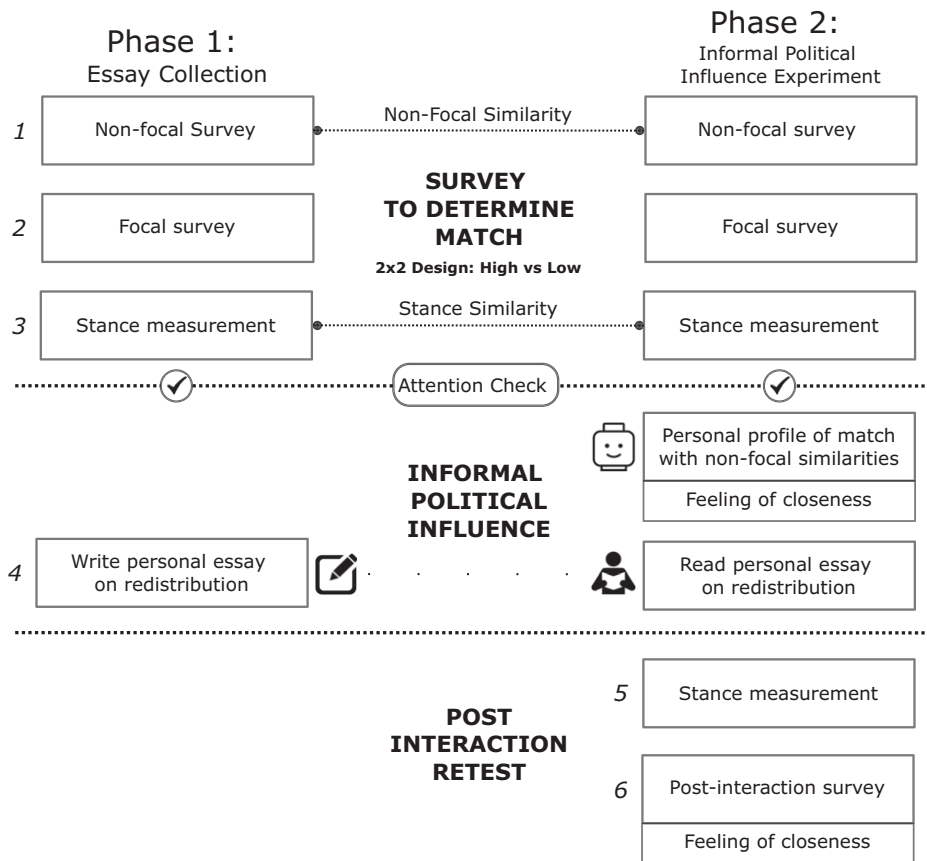 Phase 1:
Essay Collection
Phase 2:
Informal Political
Influence Experiment
1
Non-focal Survey
Non-Focal Similarity
Non-focal survey
SURVEY
TO DETERMINE
MATCH
2x2 Design: High vs Low
2
Focal survey
Focal survey
3
Stance measurement
Stance Similarity
Stance measurement
Attention Check
Personal profile of match
with non-focal similarities
Feeling of closeness
INFORMAL
POLITICAL
INFLUENCE
4
Write personal essay
on redistribution
Read personal essay
on redistribution
5
Stance measurement
POST
INTERACTION
RETEST
6
Post-interaction survey
Feeling of closeness